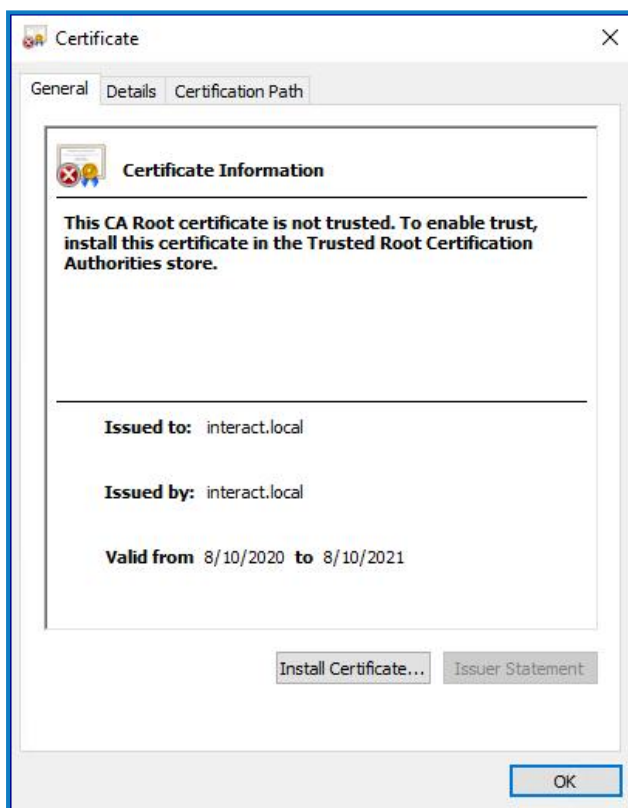 Certificate
General Details Certification Path
Certificate Information
This CA Root certificate is not trusted. To enable trust,
install this certificate in the Trusted Root Certification
Authorities store.
Issued to: interact.local
Issued by: interact.local
Valid from 8/10/2020 to 8/10/2021
Install Certificate... Issuer Statement
OK